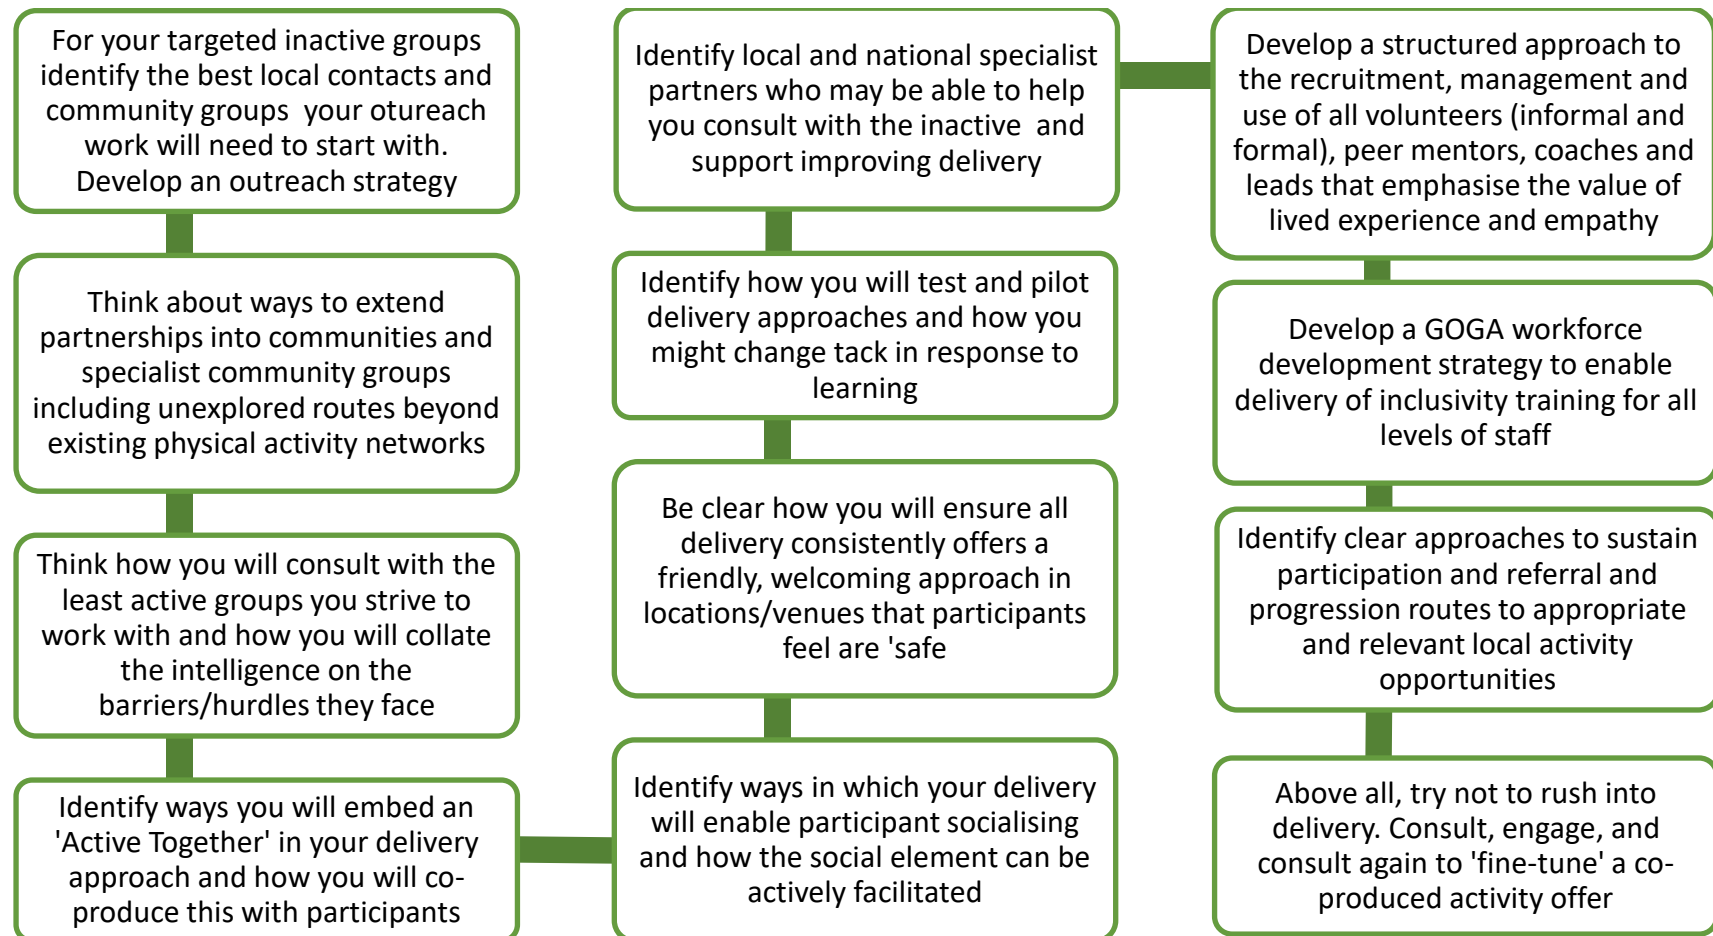 For your targeted inactive groups
identify the best local contacts and
community groups  your otureach
work will need to start with.
Develop an outreach strategy
Think about ways to extend
partnerships into communities and
specialist community groups
including unexplored routes beyond
existing physical activity networks
Think how you will consult with the
least active groups you strive to
work with and how you will collate
the intelligence on the
barriers/hurdles they face
Identify ways you will embed an
'Active Together' in your delivery
approach and how you will co-
produce this with participants
Identify ways in which your delivery
will enable participant socialising
and how the social element can be
actively facilitated
Be clear how you will ensure all
delivery consistently offers a
friendly, welcoming approach in
locations/venues that participants
feel are 'safe
Identify how you will test and pilot
delivery approaches and how you
might change tack in response to
learning
Identify local and national specialist
partners who may be able to help
you consult with the inactive  and
support improving delivery
Develop a structured approach to
the recruitment, management and
use of all volunteers (informal and
formal), peer mentors, coaches and
leads that emphasise the value of
lived experience and empathy
Develop a GOGA workforce
development strategy to enable
delivery of inclusivity training for all
levels of staff
Identify clear approaches to sustain
participation and referral and
progression routes to appropriate
and relevant local activity
opportunities
Above all, try not to rush into
delivery. Consult, engage, and
consult again to 'fine-tune' a co-
produced activity offer